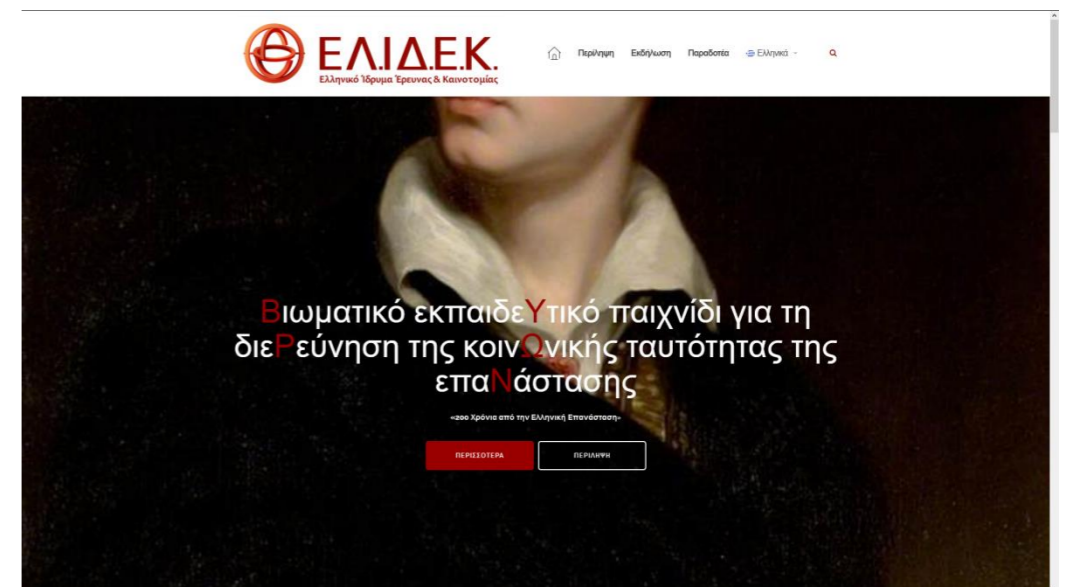 ΕΛ.ΙΔ.Ε.Κ.
Ελληνικό Ίδρυμα Έρευνας & Καινοτομίας
Περίληψη Εκδήλωση Παραδοτέα Ελληνικά
Βιωματικό εκπαιδεΥτικό παιχνίδι για τη
διεΡεύνηση της κοινΩνικής ταυτότητας της
επαΝάστασης
«200 Χρόνια από την Ελληνική Επανάσταση»
ΠΕΡΙΣΣΟΤΕΡΑ ΠΕΡΙΛΗΨΗ